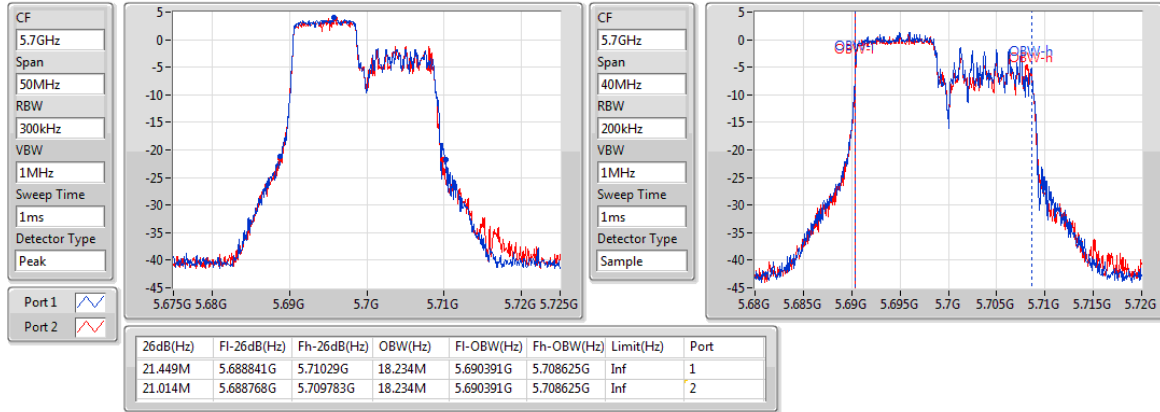 CF
5.7GHz
Span
50MHz
RBW
300kHz
VBW
1MHz
Sweep Time
1ms
Detector Type
Peak
Port 1
Port 2
5
0
-5
-10
-15
-20
-25
-30
-35
-40
-45
5.675G 5.68G 5.69G 5.7G 5.71G 5.72G 5.725G
CF
5.7GHz
Span
40MHz
RBW
200kHz
VBW
1MHz
Sweep Time
1ms
Detector Type
Sample
5
0
-5
-10
-15
-20
-25
-30
-35
-40
-45
OBW-l
OBW-l
OBW-h
OBW-h
5.68G 5.685G 5.69G 5.695G 5.7G 5.705G 5.71G 5.715G 5.72G
26dB(Hz) Fl-26dB(Hz) Fh-26dB(Hz) OBW(Hz) Fl-OBW(Hz) Fh-OBW(Hz) Limit(Hz) Port
21.449M 5.688841G 5.71029G 18.234M 5.690391G 5.708625G Inf 1
21.014M 5.688768G 5.709783G 18.234M 5.690391G 5.708625G Inf 2